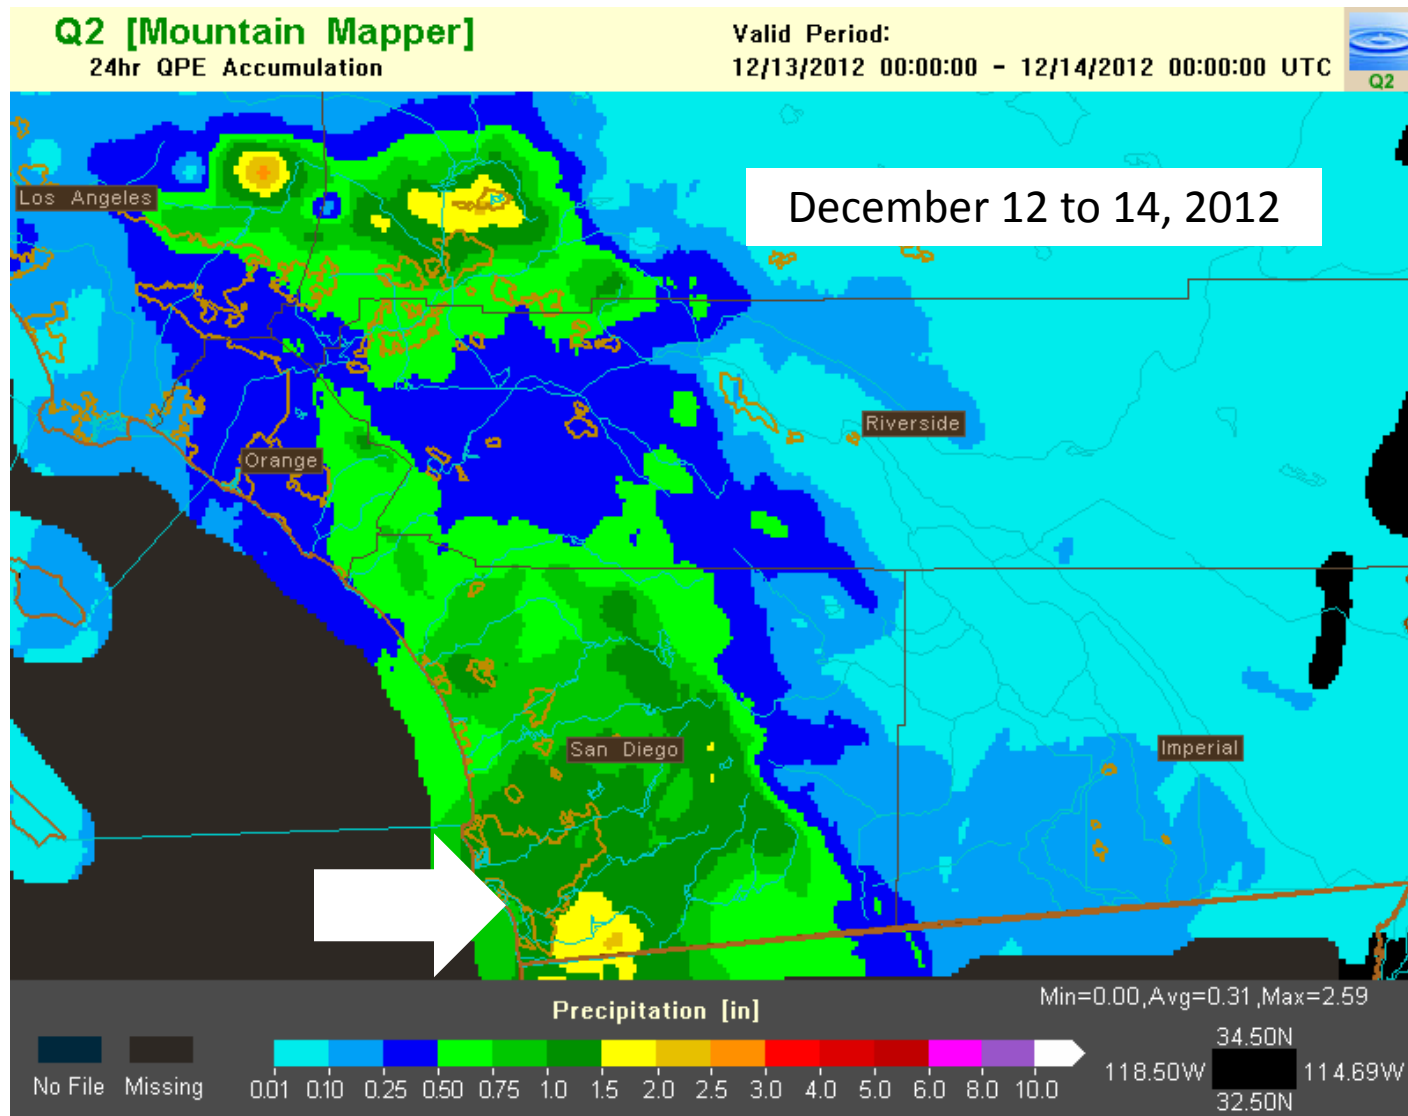 Q2 [Mountain Mapper]
24hr QPE Accumulation
Valid Period:
12/13/2012 00:00:00 - 12/14/2012 00:00:00 UTC
Q2
December 12 to 14, 2012
Los Angeles
Riverside
Orange
San Diego
Imperial
Precipitation [in]
Min=0.00,Avg=0.31,Max=2.59
No File
Missing
0.01 0.10 0.25 0.50 0.75 1.0 1.5 2.0 2.5 3.0 4.0 5.0 6.0 8.0 10.0
34.50N
118.50W
114.69W
32.50N